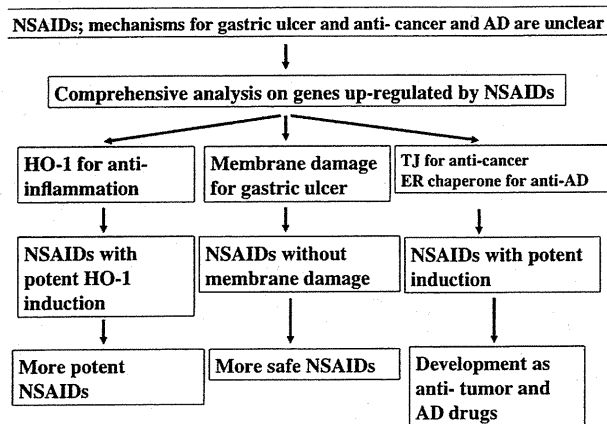 NSAIDs; mechanisms for gastric ulcer and anti- cancer and AD are unclear
Comprehensive analysis on genes up-regulated by NSAIDs
HO-1 for anti-
inflammation
Membrane damage
for gastric ulcer
TJ for anti-cancer
ER chaperone for anti-AD
NSAIDs with
potent HO-1
induction
NSAIDs without
membrane damage
NSAIDs with potent
induction
More potent
NSAIDs
More safe NSAIDs
Development as
anti- tumor and
AD drugs